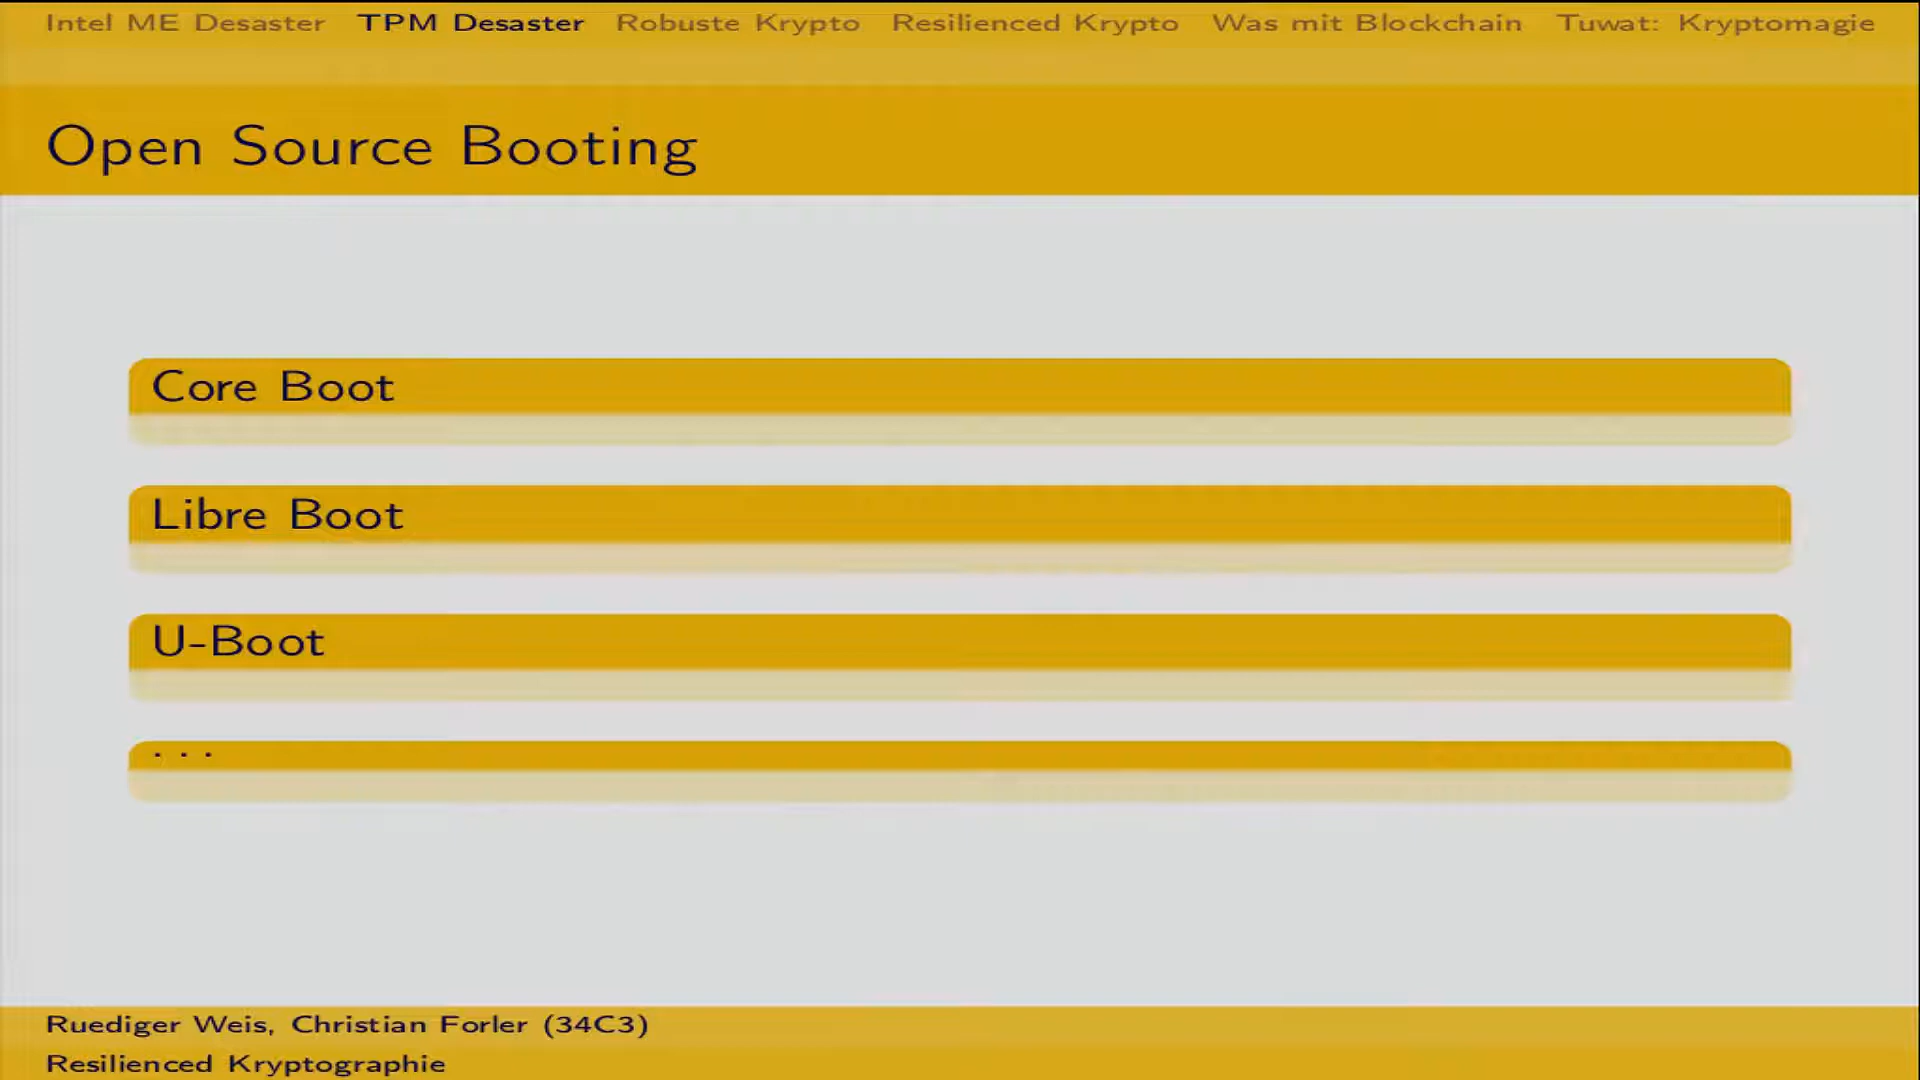 Intel ME Desaster TPM Desaster Robuste Krypto Resilienced Krypto Was mit Blockchain Tuwat: Kryptomagie
Open Source Booting
Core Boot
Libre Boot
U-Boot
. . .
Ruediger Weis, Christian Forler (34C3)
Resilienced Kryptographie